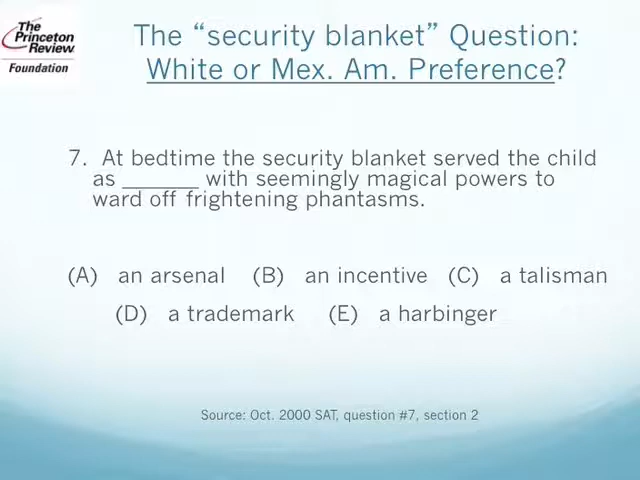 The
Princeton
Review
Foundation
The “security blanket” Question:
White or Mex. Am. Preference?
7. At bedtime the security blanket served the child
as ______ with seemingly magical powers to
ward off frightening phantasms.
(A) an arsenal (B) an incentive (C) a talisman
(D) a trademark (E) a harbinger
Source: Oct. 2000 SAT, question #7, section 2